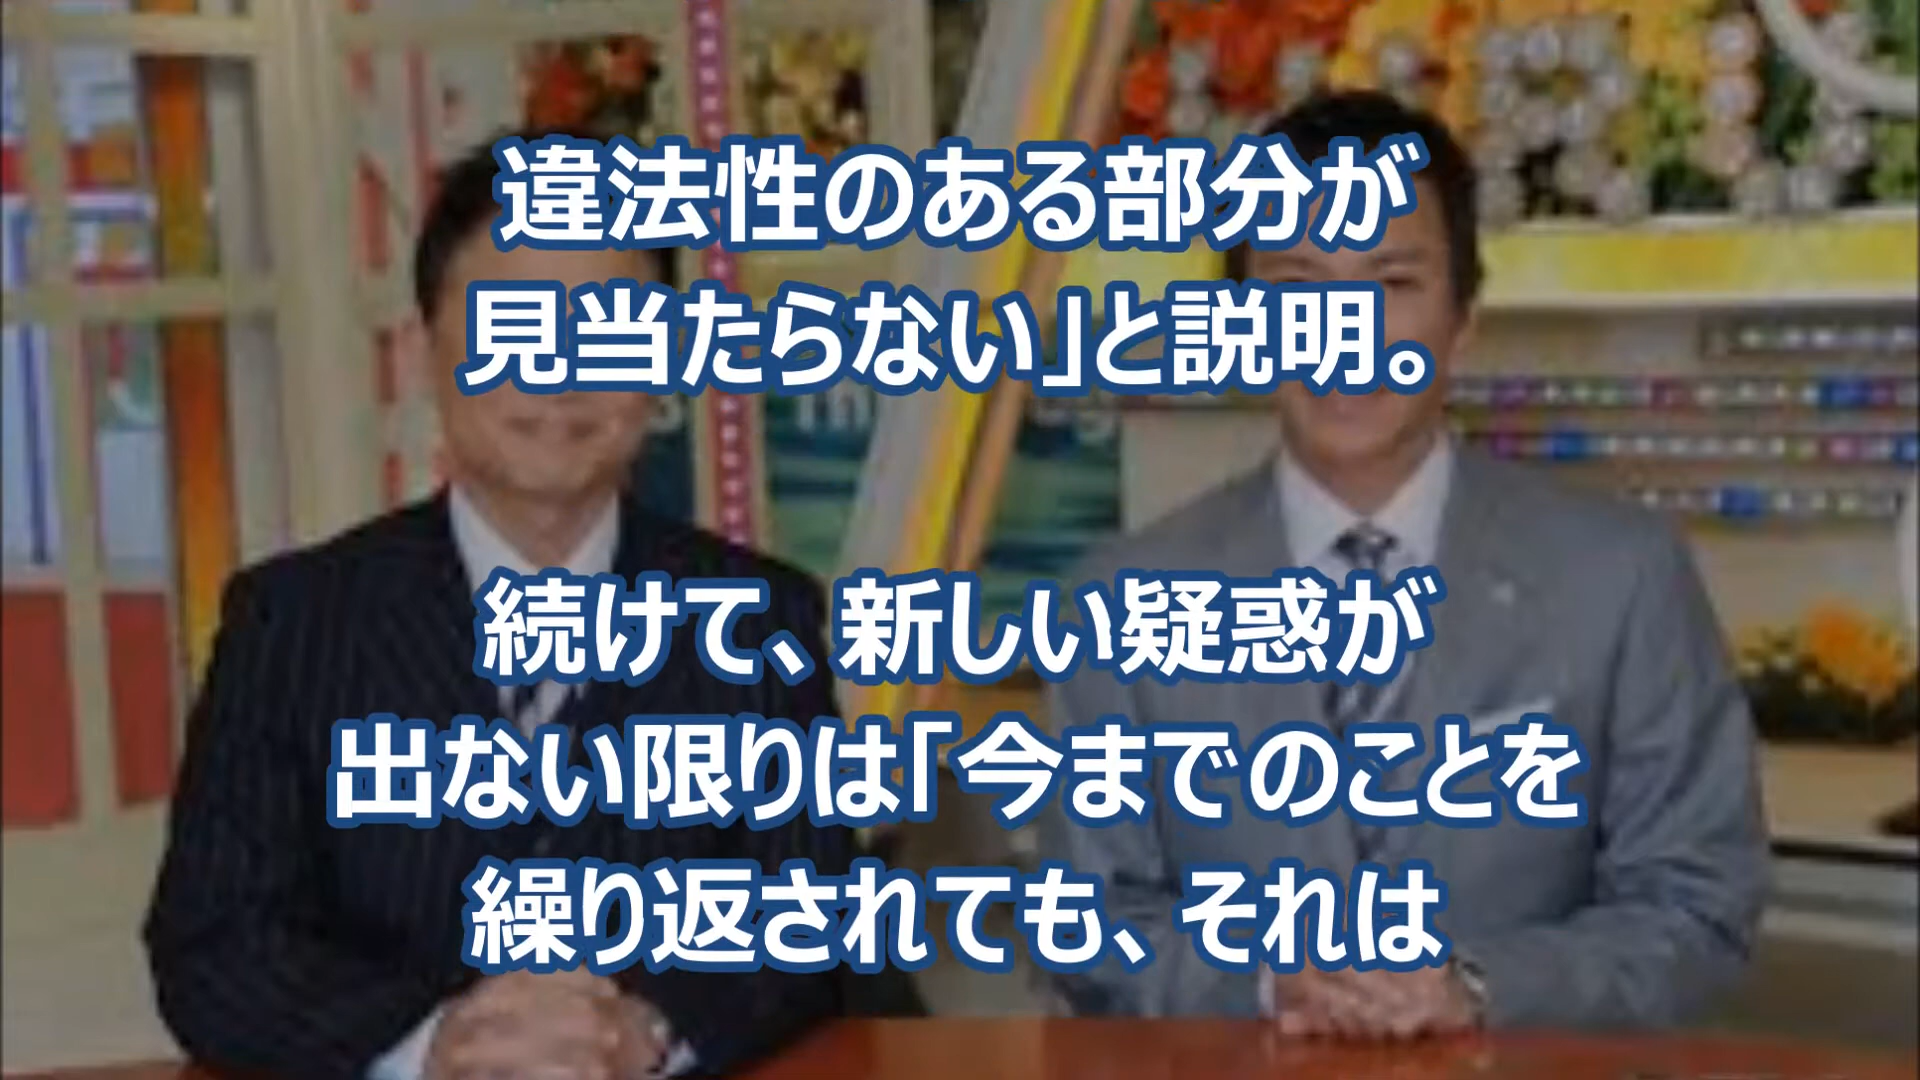 違法性のある部分が
見当たらない」と説明。
続けて、新しい疑惑が
出ない限りは「今までのことを
繰り返されても、それは